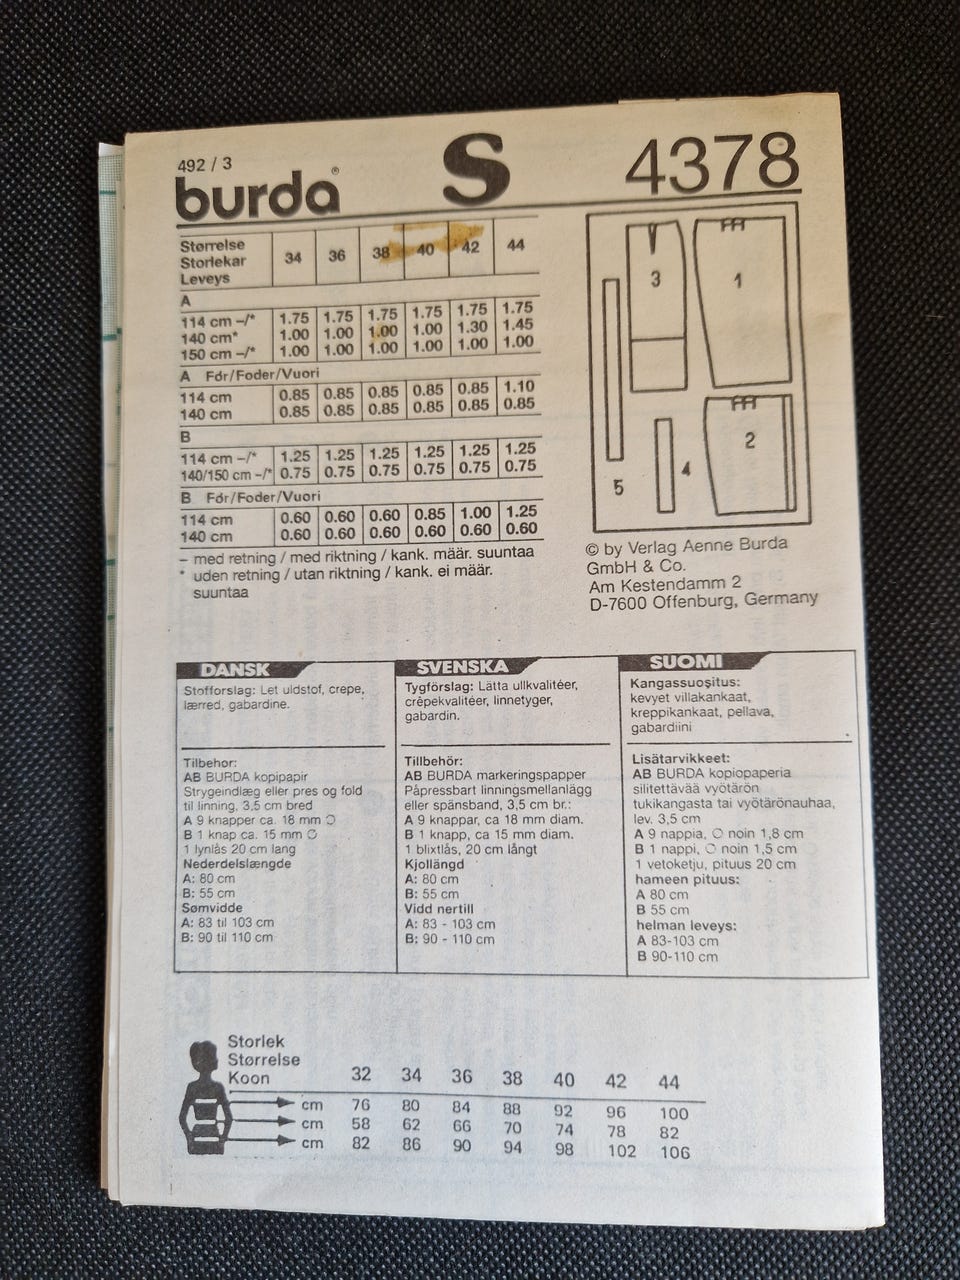 492 / 3
burda®
S
4378
Størrelse
Storlekar
Leveys
34 36 38 40 42 44
A
114 cm –/* 1.75 1.75 1.75 1.75 1.75 1.75
140 cm* 1.00 1.00 1.00 1.00 1.30 1.45
150 cm –/* 1.00 1.00 1.00 1.00 1.00 1.00
A Fór/Foder/Vuori
114 cm 0.85 0.85 0.85 0.85 0.85 1.10
140 cm 0.85 0.85 0.85 0.85 0.85 0.85
B
114 cm –/* 1.25 1.25 1.25 1.25 1.25 1.25
140/150 cm –/* 0.75 0.75 0.75 0.75 0.75 0.75
B Fór/Foder/Vuori
114 cm 0.60 0.60 0.60 0.85 1.00 1.25
140 cm 0.60 0.60 0.60 0.60 0.60 0.60
– med retning / med riktning / kank. määr. suuntaa
* uden retning / utan riktning / kank. ei määr.
suuntaa
3
1
2
4
5
© by Verlag Aenne Burda
GmbH & Co.
Am Kestendamm 2
D-7600 Offenburg, Germany
DANSK
Stofforslag: Let uldstof, crepe,
lærred, gabardine.
Tilbehor:
AB BURDA kopipapir
Strygeindlæg eller pres og fold
til linning, 3,5 cm bred
A 9 knapper ca. 18 mm ∅
B 1 knap ca. 15 mm ∅
1 lynlås 20 cm lang
Nederdelslængde
A: 80 cm
B: 55 cm
Sømvidde
A: 83 til 103 cm
B: 90 til 110 cm
SVENSKA
Tygförslag: Lätta ullkvalitéer,
crêpekvalitéer, linnetyger,
gabardin.
Tillbehör:
AB BURDA markeringspapper
Påpressbart linningsmellanlägg
eller spänsband, 3,5 cm br.:
A 9 knappar, ca 18 mm diam.
B 1 knapp, ca 15 mm diam.
1 blixtlås, 20 cm långt
Kjollängd
A: 80 cm
B: 55 cm
Vidd nertill
A: 83 - 103 cm
B: 90 - 110 cm
SUOMI
Kangassuositus:
kevyet villakankaat,
kreppikankaat, pellava,
gabardiini
Lisätarvikkeet:
AB BURDA kopiopaperia
silitettävää vyötärön
tukikangasta tai vyötärönauhaa,
lev. 3,5 cm
A 9 nappia, ∅ noin 1,8 cm
B 1 nappi, ∅ noin 1,5 cm
1 vetoketju, pituus 20 cm
hameen pituus:
A 80 cm
B 55 cm
helman leveys:
A 83-103 cm
B 90-110 cm
Storlek
Størrelse
Koon 32 34 36 38 40 42 44
cm 76 80 84 88 92 96 100
cm 58 62 66 70 74 78 82
cm 82 86 90 94 98 102 106